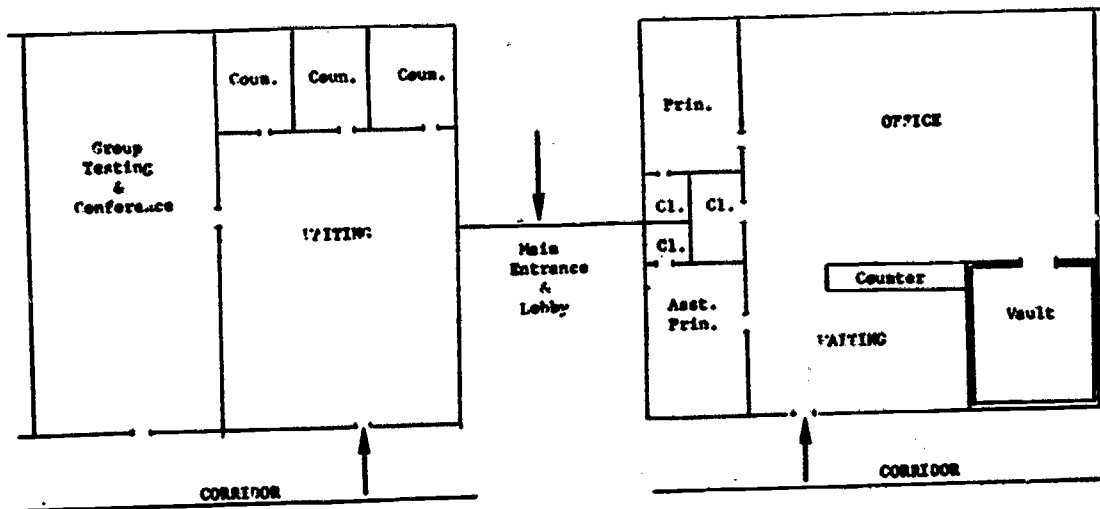 Coun. Coun. Coun.
Group
Testing
&
Conference
WAITING
CORRIDOR
Main
Entrance
&
Lobby
Prin.
OFFICE
Cl. Cl.
Cl.
Counter
Asst.
Prin.
Vault
WAITING
CORRIDOR